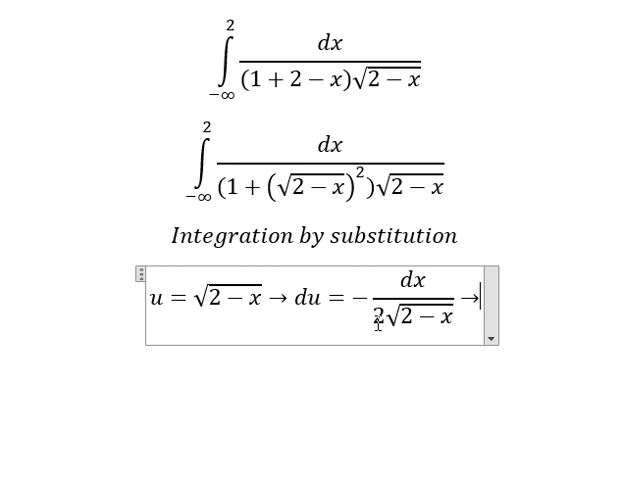 ∫_{-∞}^{2} dx / ((1 + 2 − x)√(2 − x))
∫_{-∞}^{2} dx / ((1 + (√(2 − x))^2)√(2 − x))
Integration by substitution
u = √(2 − x) → du = − dx / (2√(2 − x)) →